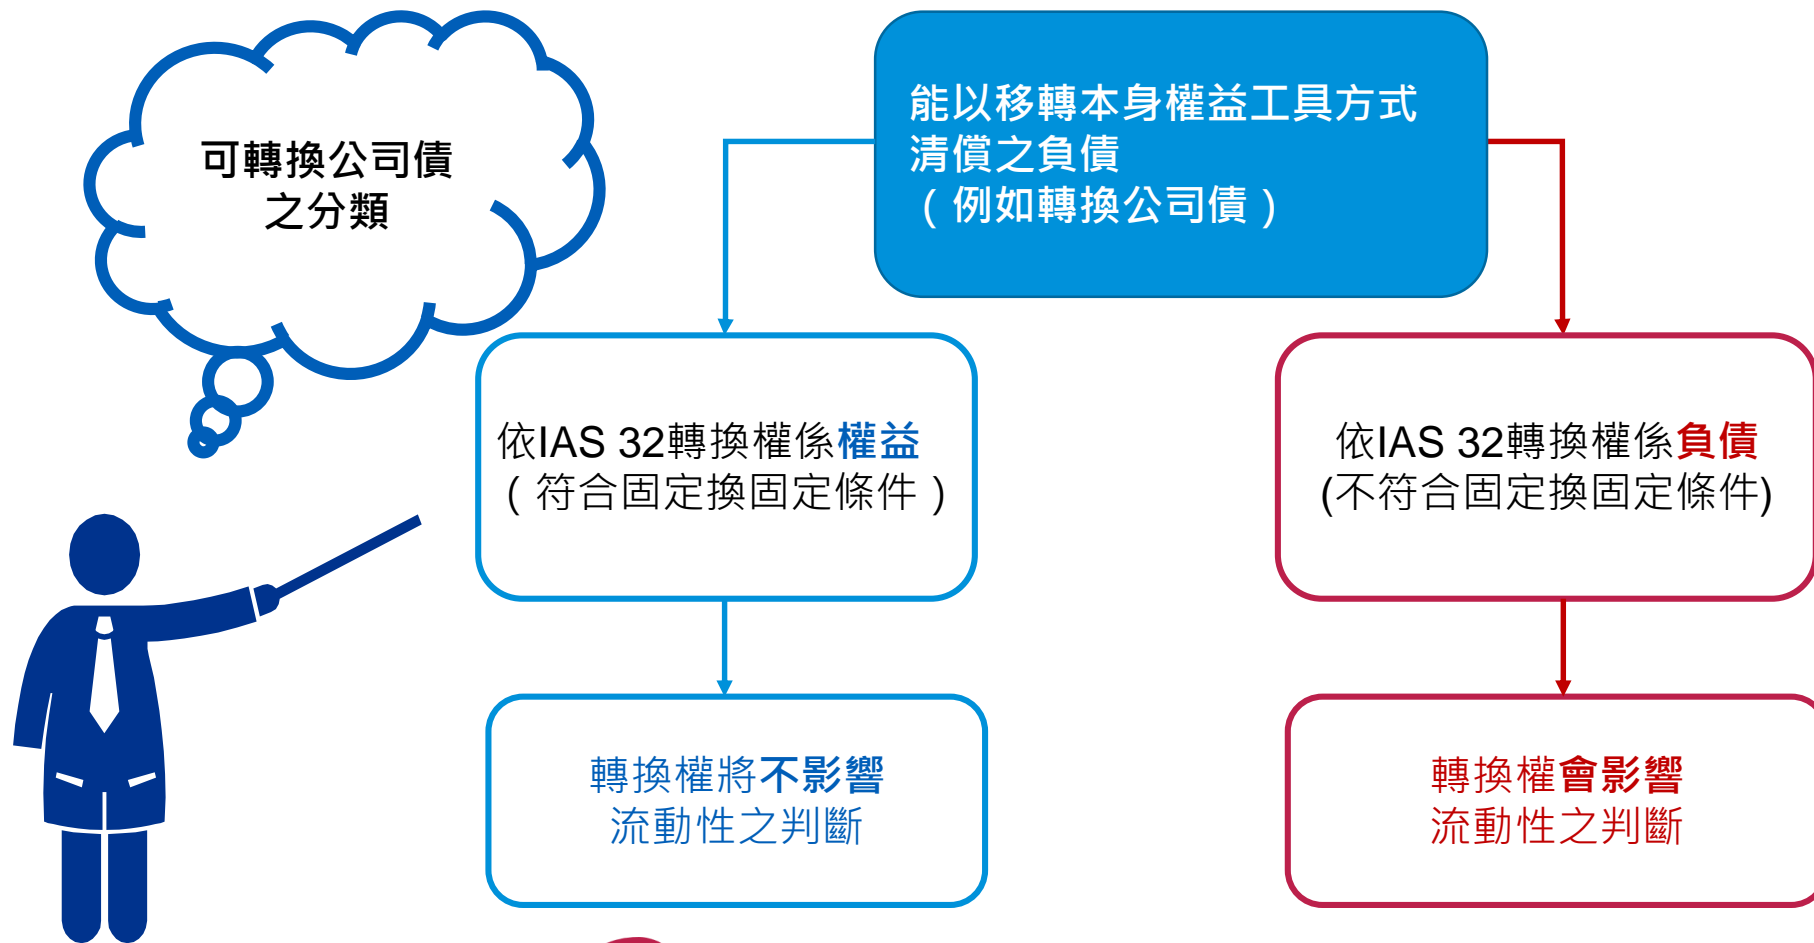 可轉換公司債
之分類
能以移轉本身權益工具方式
清償之負債
（例如轉換公司債）
依IAS 32轉換權係權益
（符合固定換固定條件）
依IAS 32轉換權係負債
(不符合固定換固定條件)
轉換權將不影響
流動性之判斷
轉換權會影響
流動性之判斷